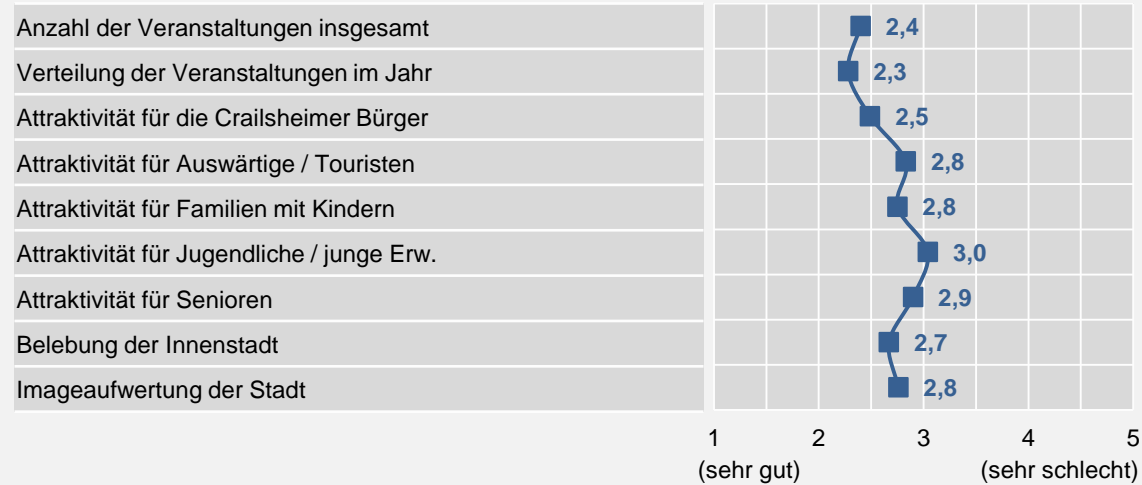 Anzahl der Veranstaltungen insgesamt 2,4
Verteilung der Veranstaltungen im Jahr 2,3
Attraktivität für die Crailsheimer Bürger 2,5
Attraktivität für Auswärtige / Touristen 2,8
Attraktivität für Familien mit Kindern 2,8
Attraktivität für Jugendliche / junge Erw. 3,0
Attraktivität für Senioren 2,9
Belebung der Innenstadt 2,7
Imageaufwertung der Stadt 2,8
1 2 3 4 5
(sehr gut) (sehr schlecht)